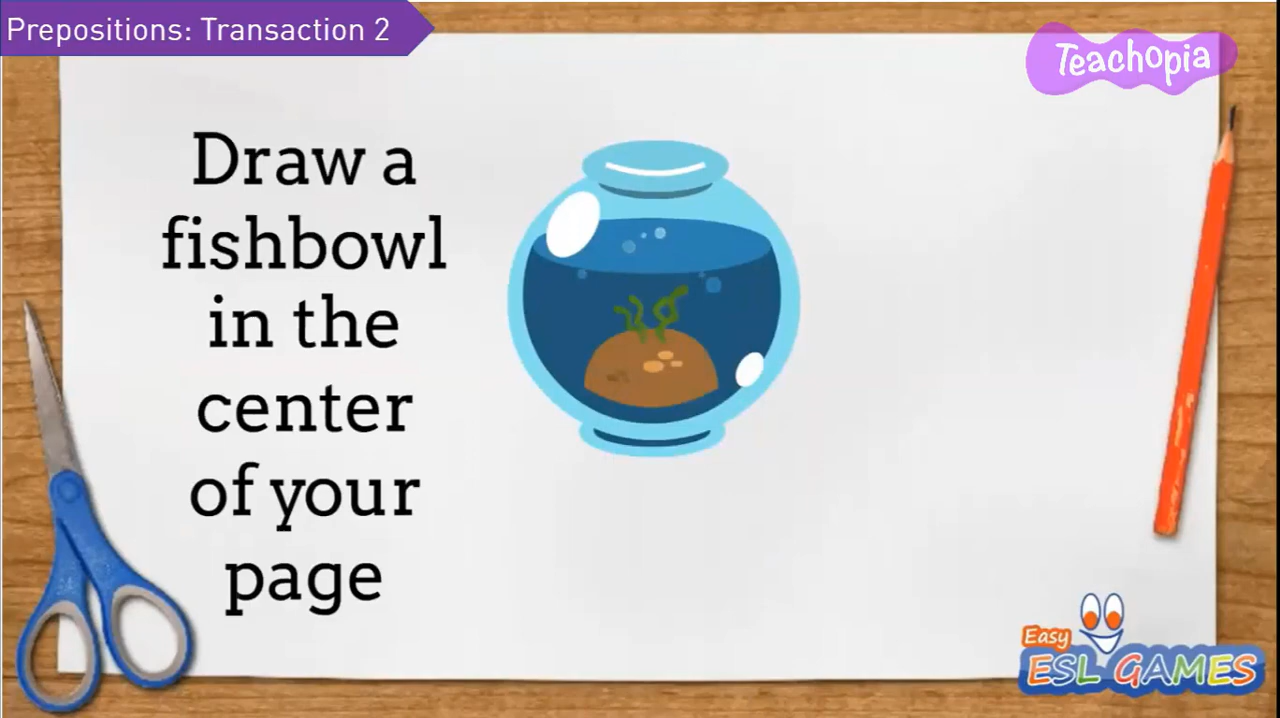 Prepositions: Transaction 2
Teachopia
Draw a
fishbowl
in the
center
of your
page
Easy
ESL GAMES